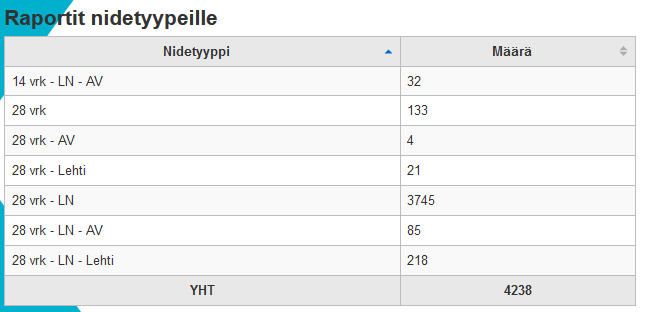 Raportit nidetyypeille
Nidetyyppi Määrä
14 vrk - LN - AV 32
28 vrk 133
28 vrk - AV 4
28 vrk - Lehti 21
28 vrk - LN 3745
28 vrk - LN - AV 85
28 vrk - LN - Lehti 218
YHT 4238